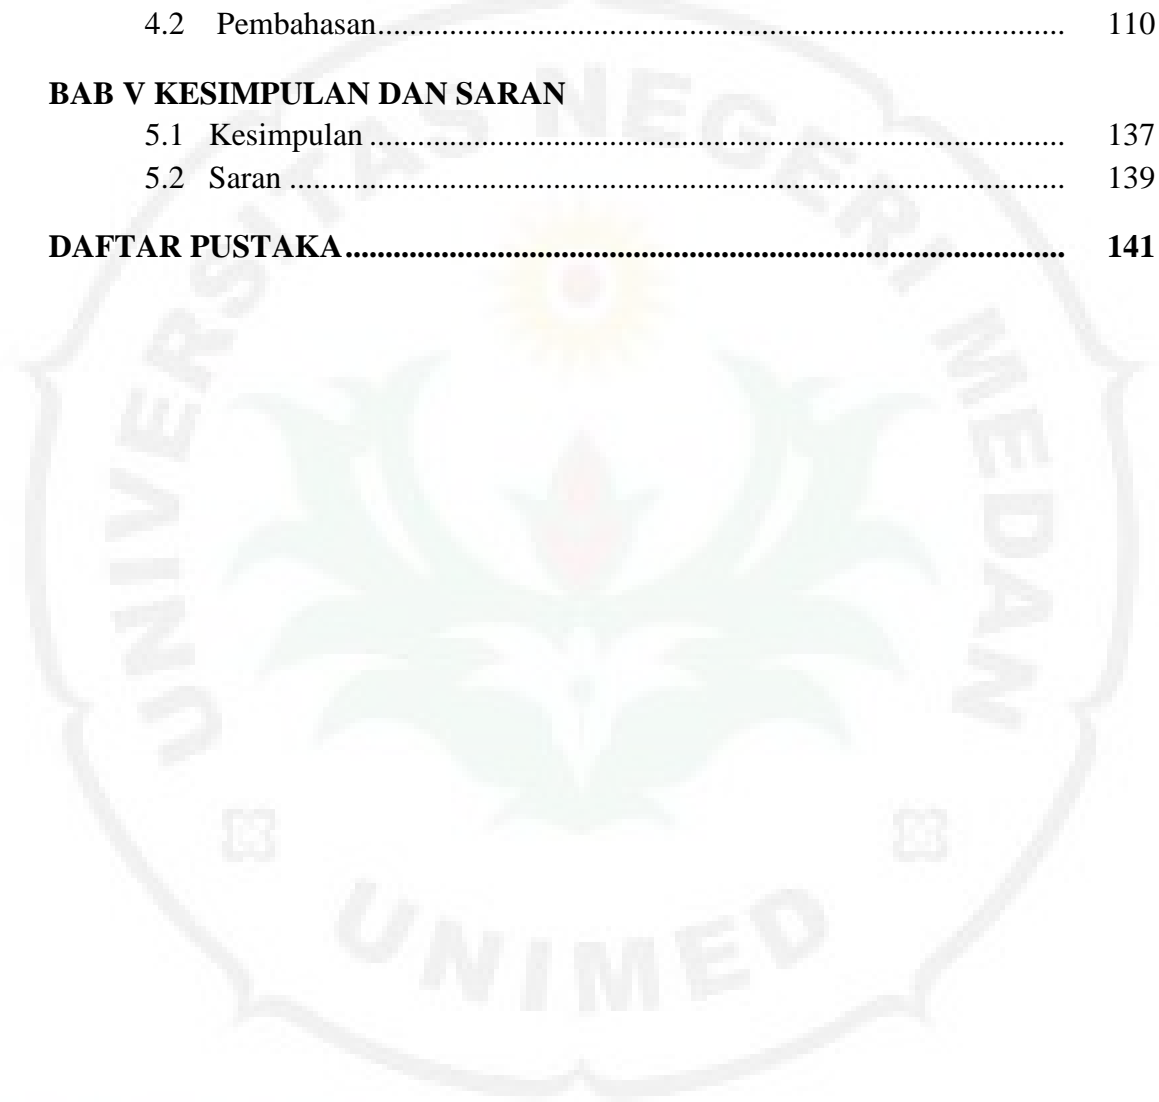 4.2 Pembahasan...................................................................................... 110
BAB V KESIMPULAN DAN SARAN
5.1 Kesimpulan ....................................................................................... 137
5.2 Saran ................................................................................................. 139
DAFTAR PUSTAKA.......................................................................................... 141
UNIVERSITAS NEGERI MEDAN
UNIMED